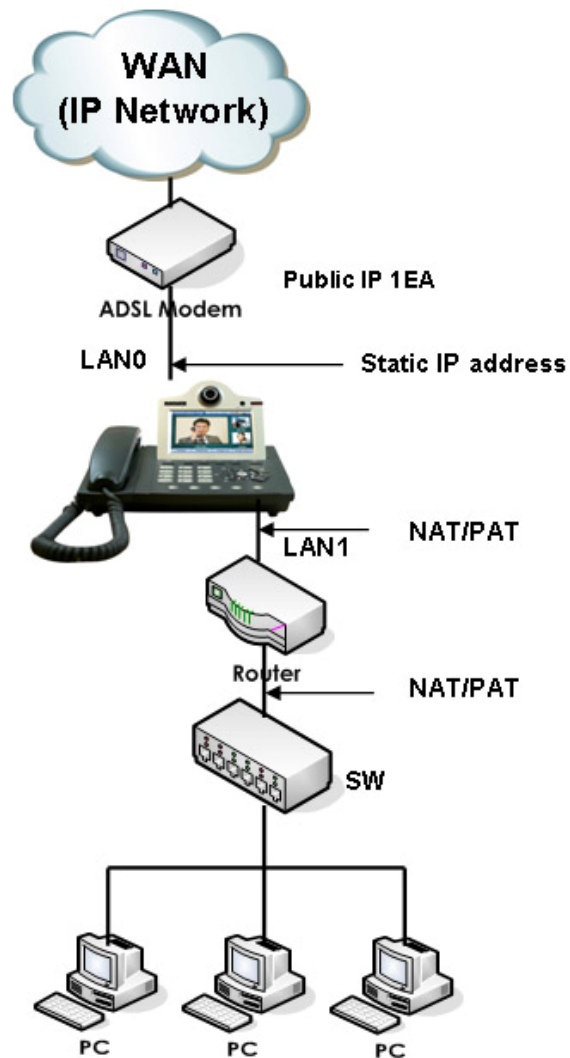 WAN
(IP Network)
Public IP 1EA
ADSL Modem
LAN0
Static IP address
NAT/PAT
LAN1
Router
NAT/PAT
SW
PC
PC
PC